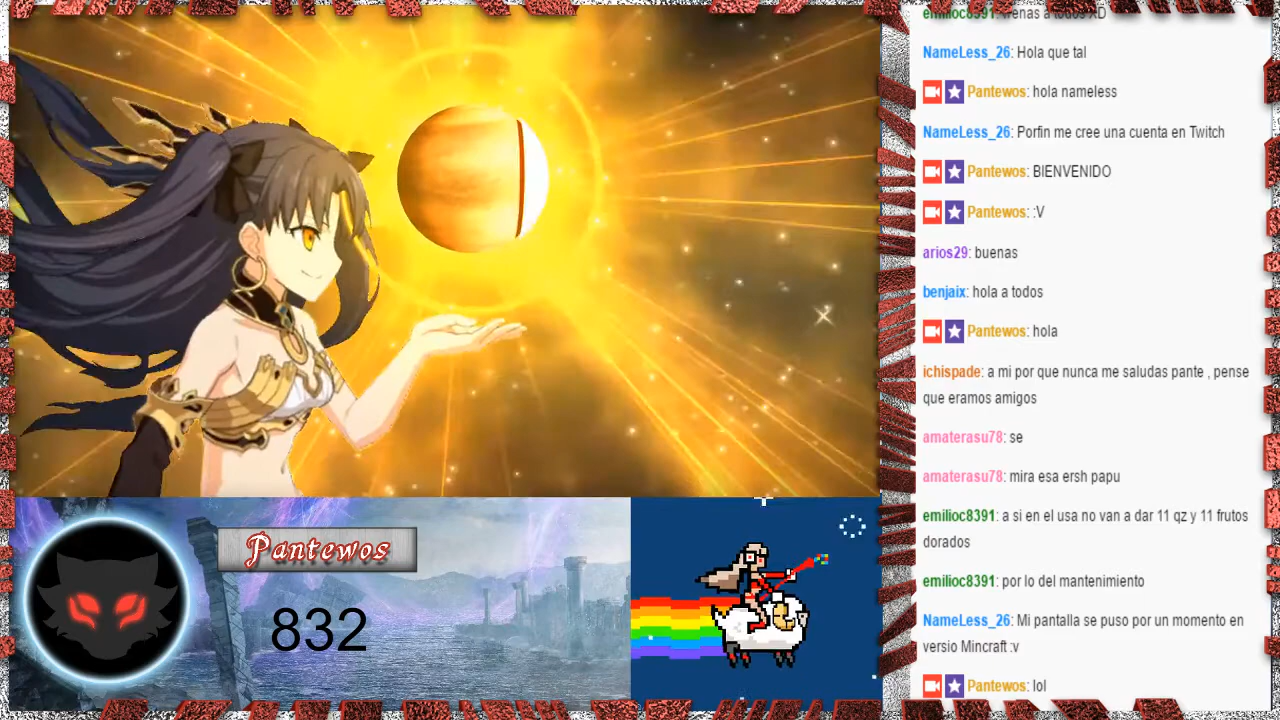 emilioc8391: wenas a todos XD
NameLess_26: Hola que tal
Pantewos: hola nameless
NameLess_26: Porfin me cree una cuenta en Twitch
Pantewos: BIENVENIDO
Pantewos: :V
arios29: buenas
benjaix: hola a todos
Pantewos: hola
ichispade: a mi por que nunca me saludas pante , pense
que eramos amigos
amaterasu78: se
amaterasu78: mira esa ersh papu
emilioc8391: a si en el usa no van a dar 11 qz y 11 frutos
dorados
emilioc8391: por lo del mantenimiento
NameLess_26: Mi pantalla se puso por un momento en
versio Mincraft :v
Pantewos: lol
Pantewos
832